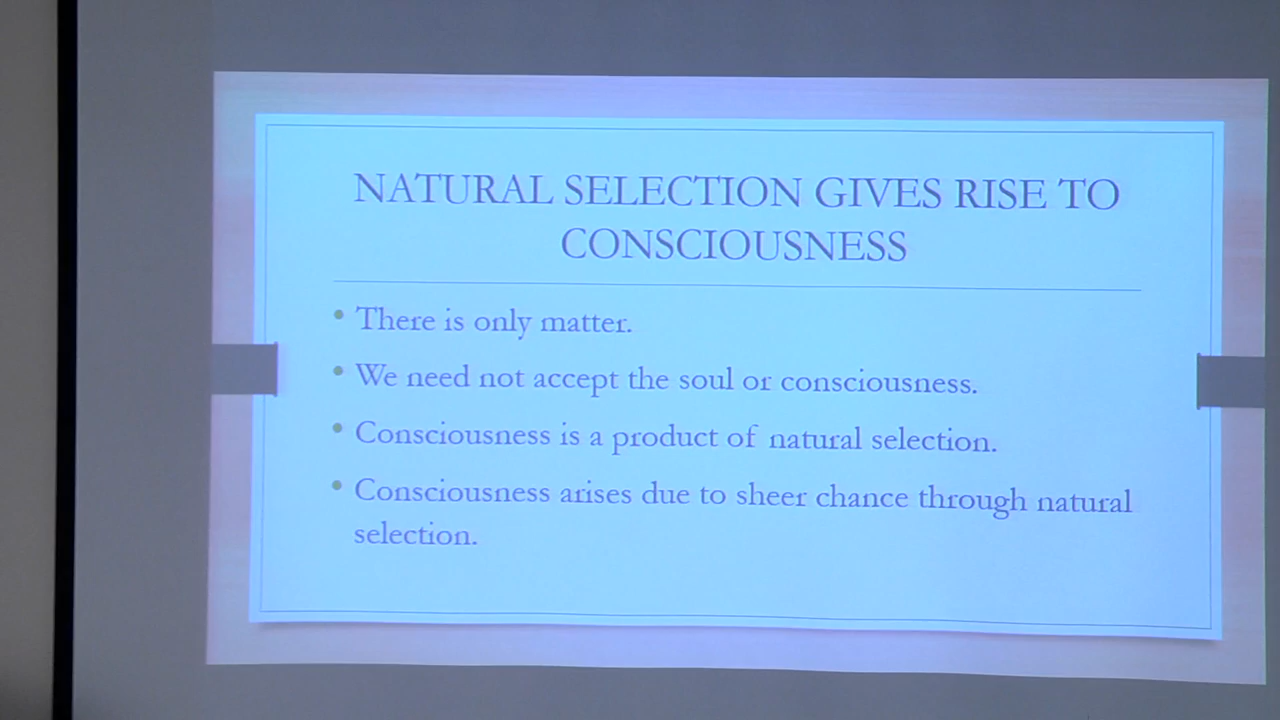 NATURAL SELECTION GIVES RISE TO
CONSCIOUSNESS
• There is only matter.
• We need not accept the soul or consciousness.
• Consciousness is a product of natural selection.
• Consciousness arises due to sheer chance through natural
selection.